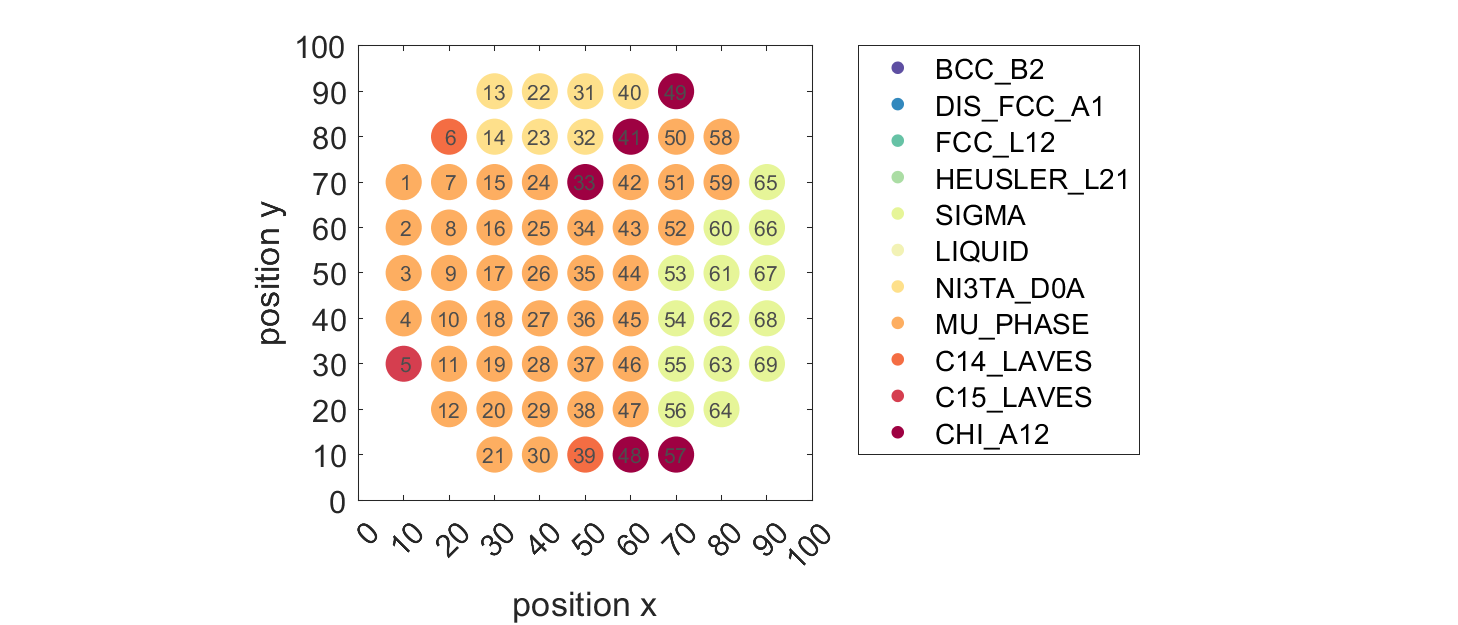 100
90
80
70
60
50
40
30
20
10
0
position y
13 22 31 40 49
6 14 23 32 41 50 58
1 7 15 24 33 42 51 59 65
2 8 16 25 34 43 52 60 66
3 9 17 26 35 44 53 61 67
4 10 18 27 36 45 54 62 68
5 11 19 28 37 46 55 63 69
12 20 29 38 47 56 64
21 30 39 48 57
0 10 20 30 40 50 60 70 80 90 100
position x
BCC_B2
DIS_FCC_A1
FCC_L12
HEUSLER_L21
SIGMA
LIQUID
NI3TA_D0A
MU_PHASE
C14_LAVES
C15_LAVES
CHI_A12